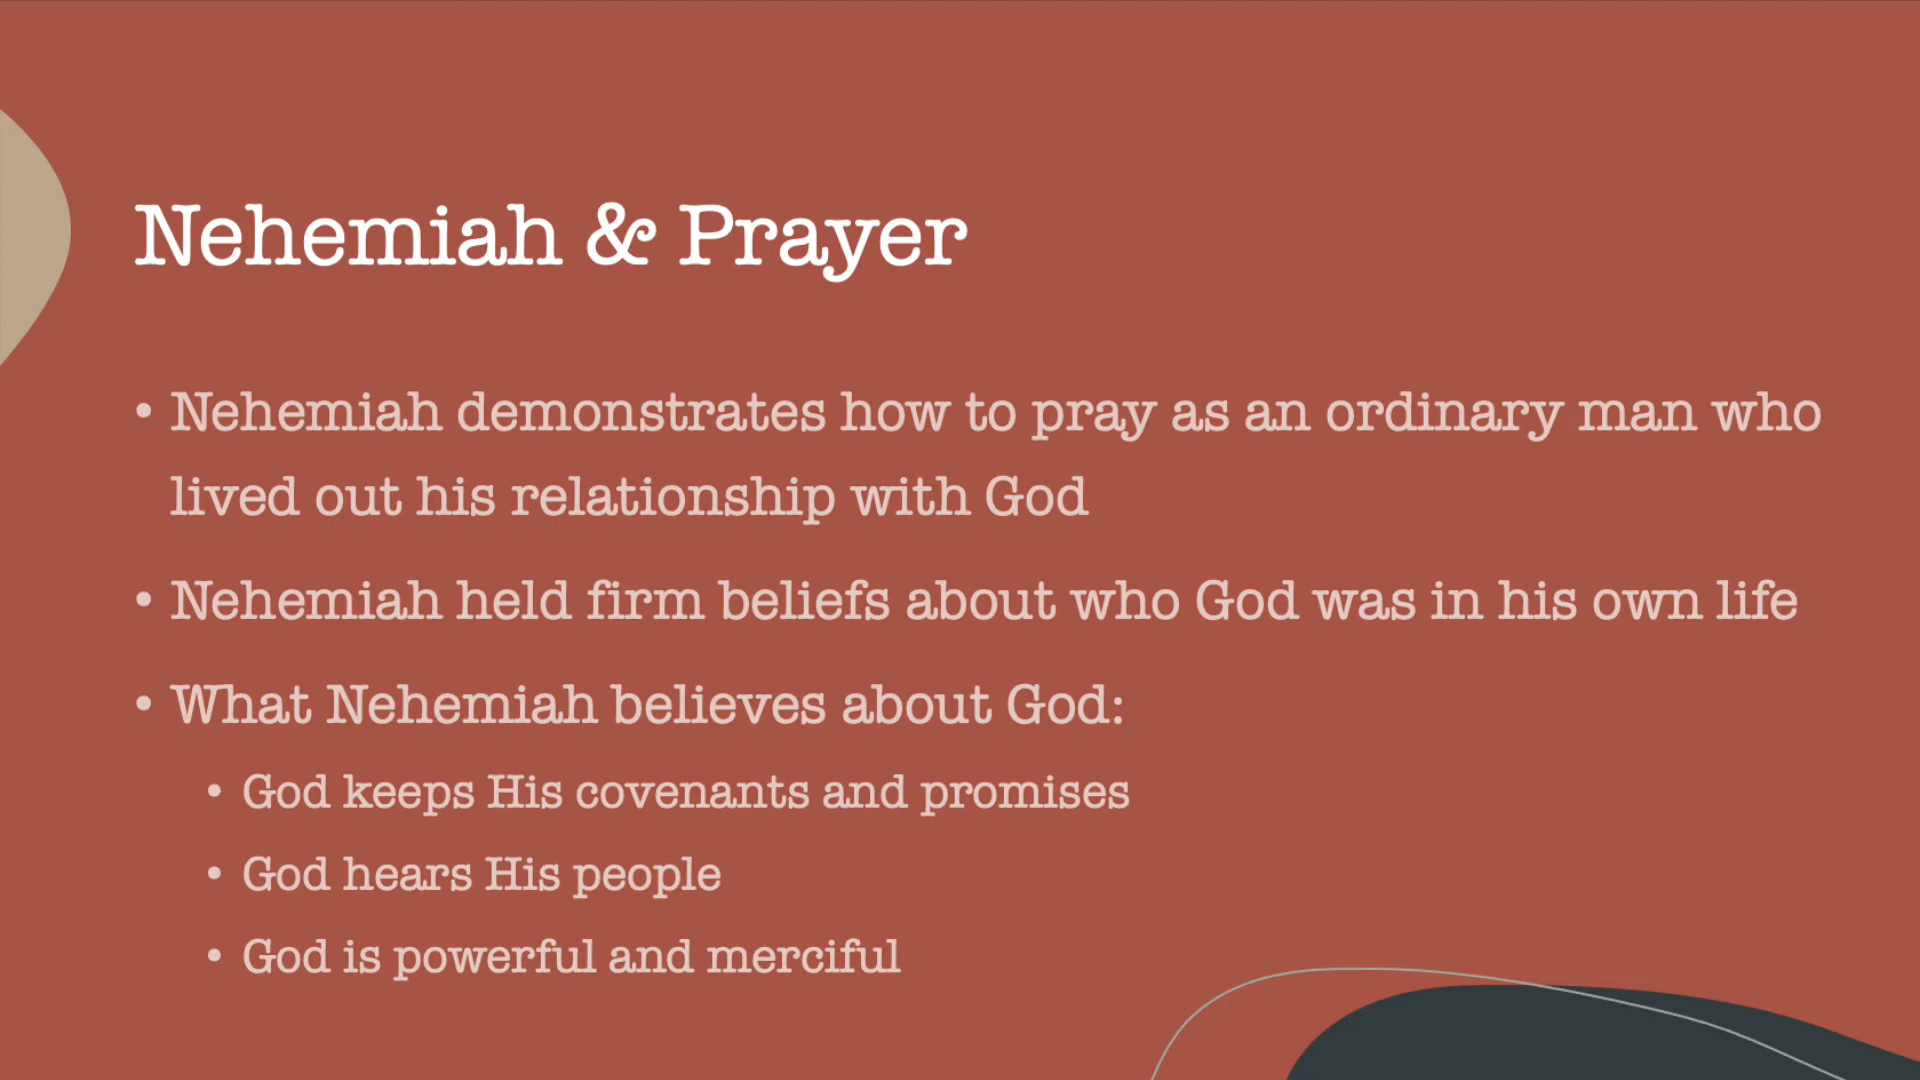 Nehemiah & Prayer
• Nehemiah demonstrates how to pray as an ordinary man who
lived out his relationship with God
• Nehemiah held firm beliefs about who God was in his own life
• What Nehemiah believes about God:
• God keeps His covenants and promises
• God hears His people
• God is powerful and merciful